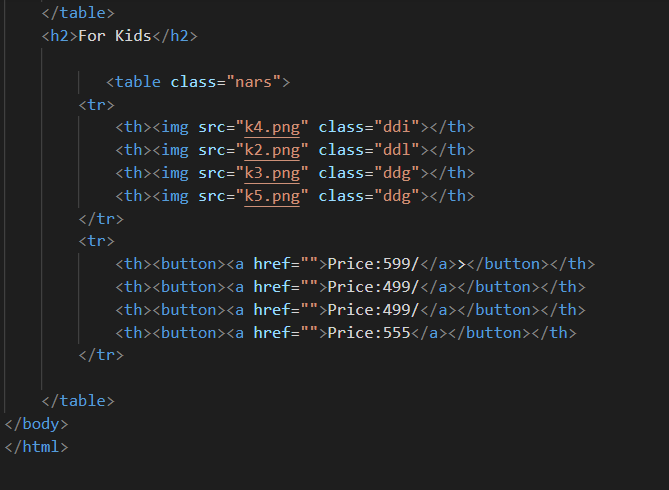 </table>
<h2>For Kids</h2>
<table class="nars">
<tr>
<th><img src="k4.png" class="ddi"></th>
<th><img src="k2.png" class="ddl"></th>
<th><img src="k3.png" class="ddg"></th>
<th><img src="k5.png" class="ddg"></th>
</tr>
<tr>
<th><button><a href="">Price:599/</a>></button></th>
<th><button><a href="">Price:499/</a></button></th>
<th><button><a href="">Price:499/</a></button></th>
<th><button><a href="">Price:555</a></button></th>
</tr>
</table>
</body>
</html>